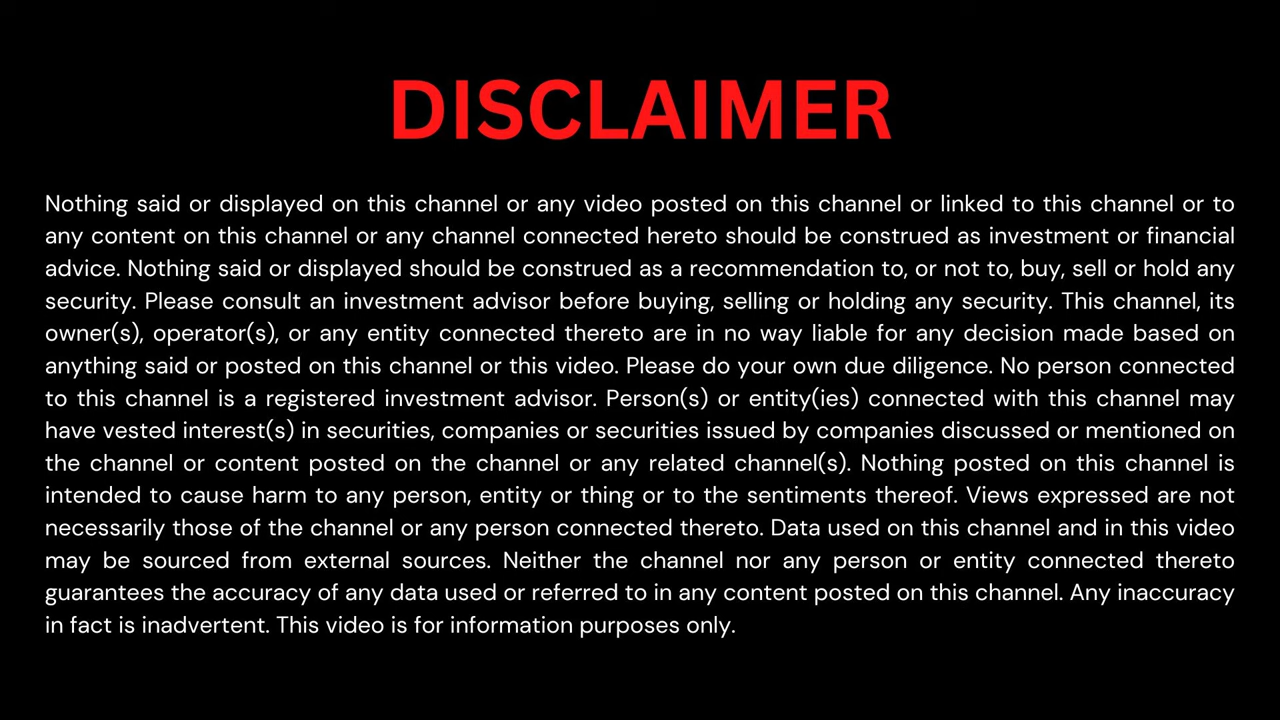 DISCLAIMER
Nothing said or displayed on this channel or any video posted on this channel or linked to this channel or to
any content on this channel or any channel connected hereto should be construed as investment or financial
advice. Nothing said or displayed should be construed as a recommendation to, or not to, buy, sell or hold any
security. Please consult an investment advisor before buying, selling or holding any security. This channel, its
owner(s), operator(s), or any entity connected thereto are in no way liable for any decision made based on
anything said or posted on this channel or this video. Please do your own due diligence. No person connected
to this channel is a registered investment advisor. Person(s) or entity(ies) connected with this channel may
have vested interest(s) in securities, companies or securities issued by companies discussed or mentioned on
the channel or content posted on the channel or any related channel(s). Nothing posted on this channel is
intended to cause harm to any person, entity or thing or to the sentiments thereof. Views expressed are not
necessarily those of the channel or any person connected thereto. Data used on this channel and in this video
may be sourced from external sources. Neither the channel nor any person or entity connected thereto
guarantees the accuracy of any data used or referred to in any content posted on this channel. Any inaccuracy
in fact is inadvertent. This video is for information purposes only.